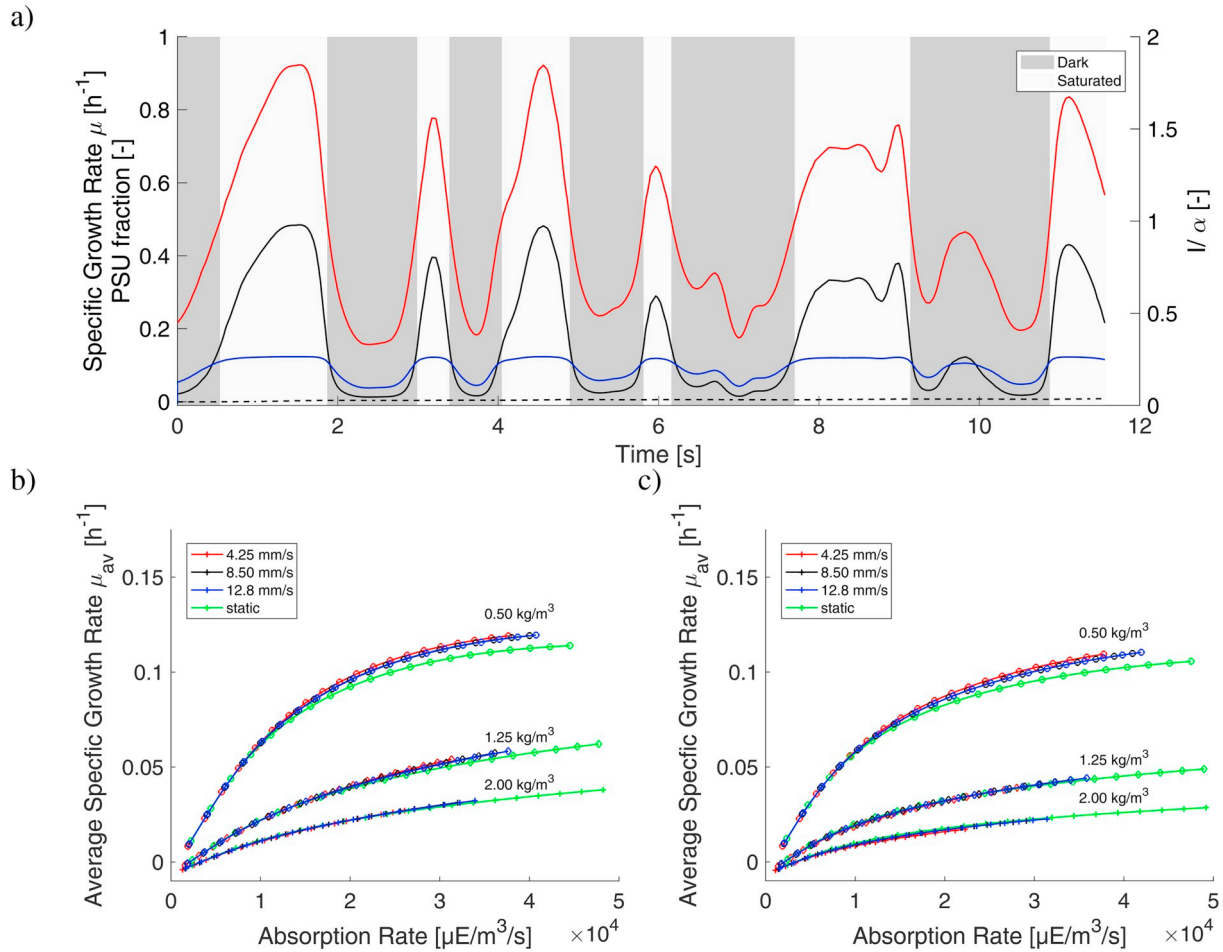 a)
Specific Growth Rate μ [h⁻¹]
PSU fraction [-]
1
0.8
0.6
0.4
0.2
0
2
1.5
1
0.5
0
I/ α [-]
Dark
Saturated
0 2 4 6 8 10 12
Time [s]
b)
Average Specfic Growth Rate μav [h⁻¹]
0.15
0.1
0.05
0
4.25 mm/s
8.50 mm/s
12.8 mm/s
static
0.50 kg/m³
1.25 kg/m³
2.00 kg/m³
0 1 2 3 4 5
Absorption Rate [μE/m³/s] ×10⁴
c)
Average Specfic Growth Rate μav [h⁻¹]
0.15
0.1
0.05
0
4.25 mm/s
8.50 mm/s
12.8 mm/s
static
0.50 kg/m³
1.25 kg/m³
2.00 kg/m³
0 1 2 3 4 5
Absorption Rate [μE/m³/s] ×10⁴